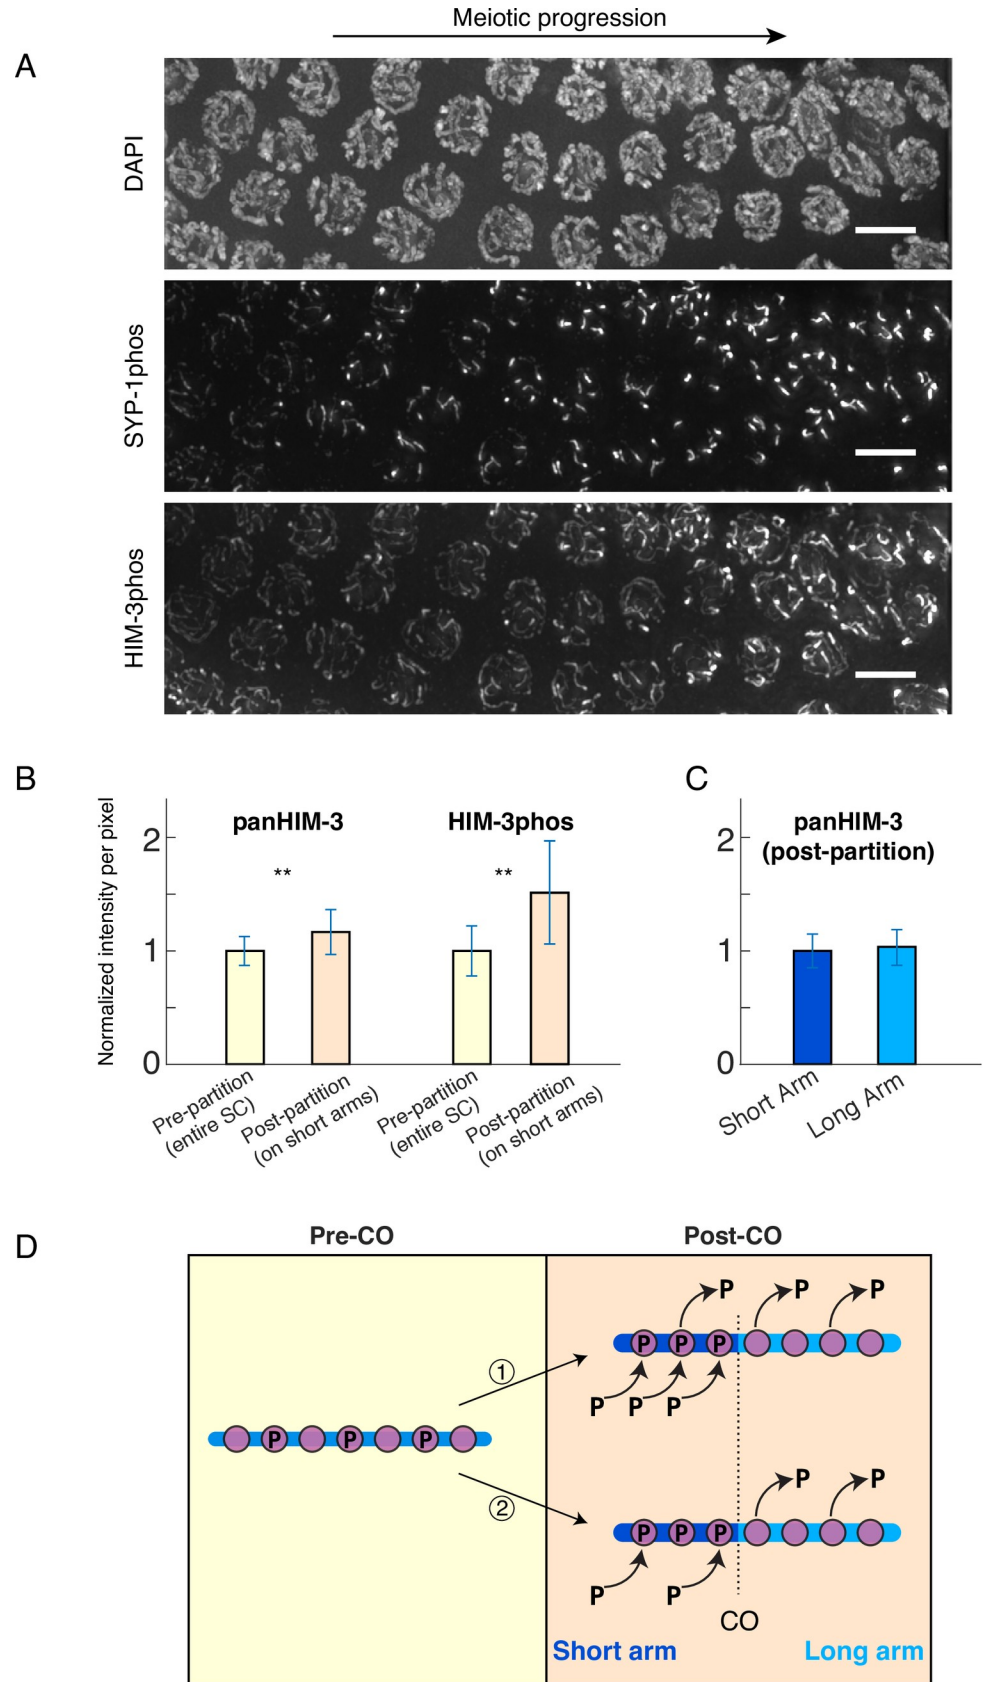 Meiotic progression
A
DAPI
SYP-1phos
HIM-3phos
B
Normalized intensity per pixel
2
1
0
panHIM-3
**
HIM-3phos
**
Pre-partition
(entire SC)
Post-partition
(on short arms)
Pre-partition
(entire SC)
Post-partition
(on short arms)
C
2
1
0
panHIM-3
(post-partition)
Short Arm
Long Arm
D
Pre-CO
Post-CO
P P P
P P P
①
P P P
P P P
②
P P
P P P
P P
CO
Short arm
Long arm